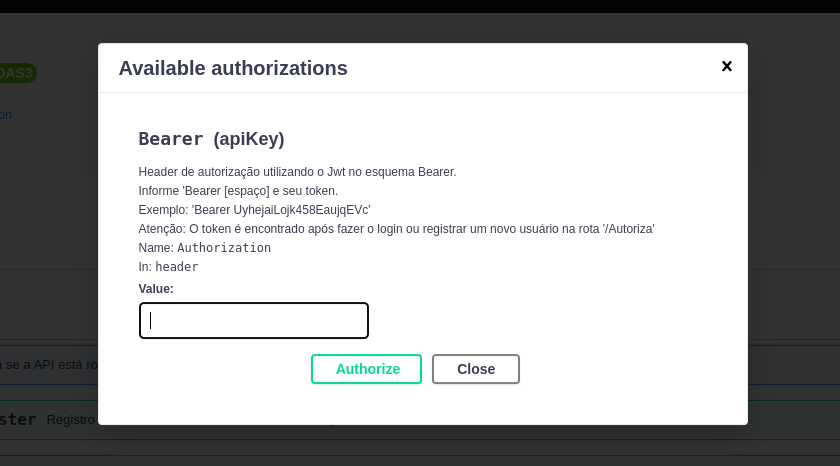 Available authorizations
x
OAS3
on
Bearer (apiKey)
Header de autorização utilizando o Jwt no esquema Bearer.
Informe 'Bearer [espaço] e seu token.
Exemplo: 'Bearer UyhejaiLojk458EaujqEVc'
Atenção: O token é encontrado após fazer o login ou registrar um novo usuário na rota '/Autoriza'
Name: Authorization
In: header
Value:
Authorize Close
a se a API está ro
ster Registro